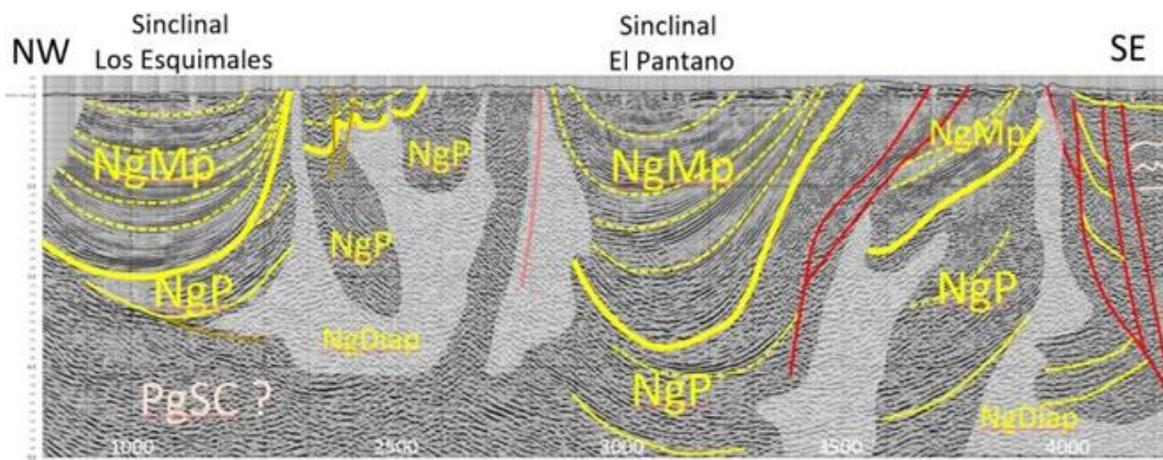 Sinclinal
Los Esquimales
Sinclinal
El Pantano
NW
SE
NgMp
NgP
NgMp
NgMp
NgP
NgP
NgP
NgDiap
NgP
PgSC ?
NgDiap
1000
2500
3000
3500
4000